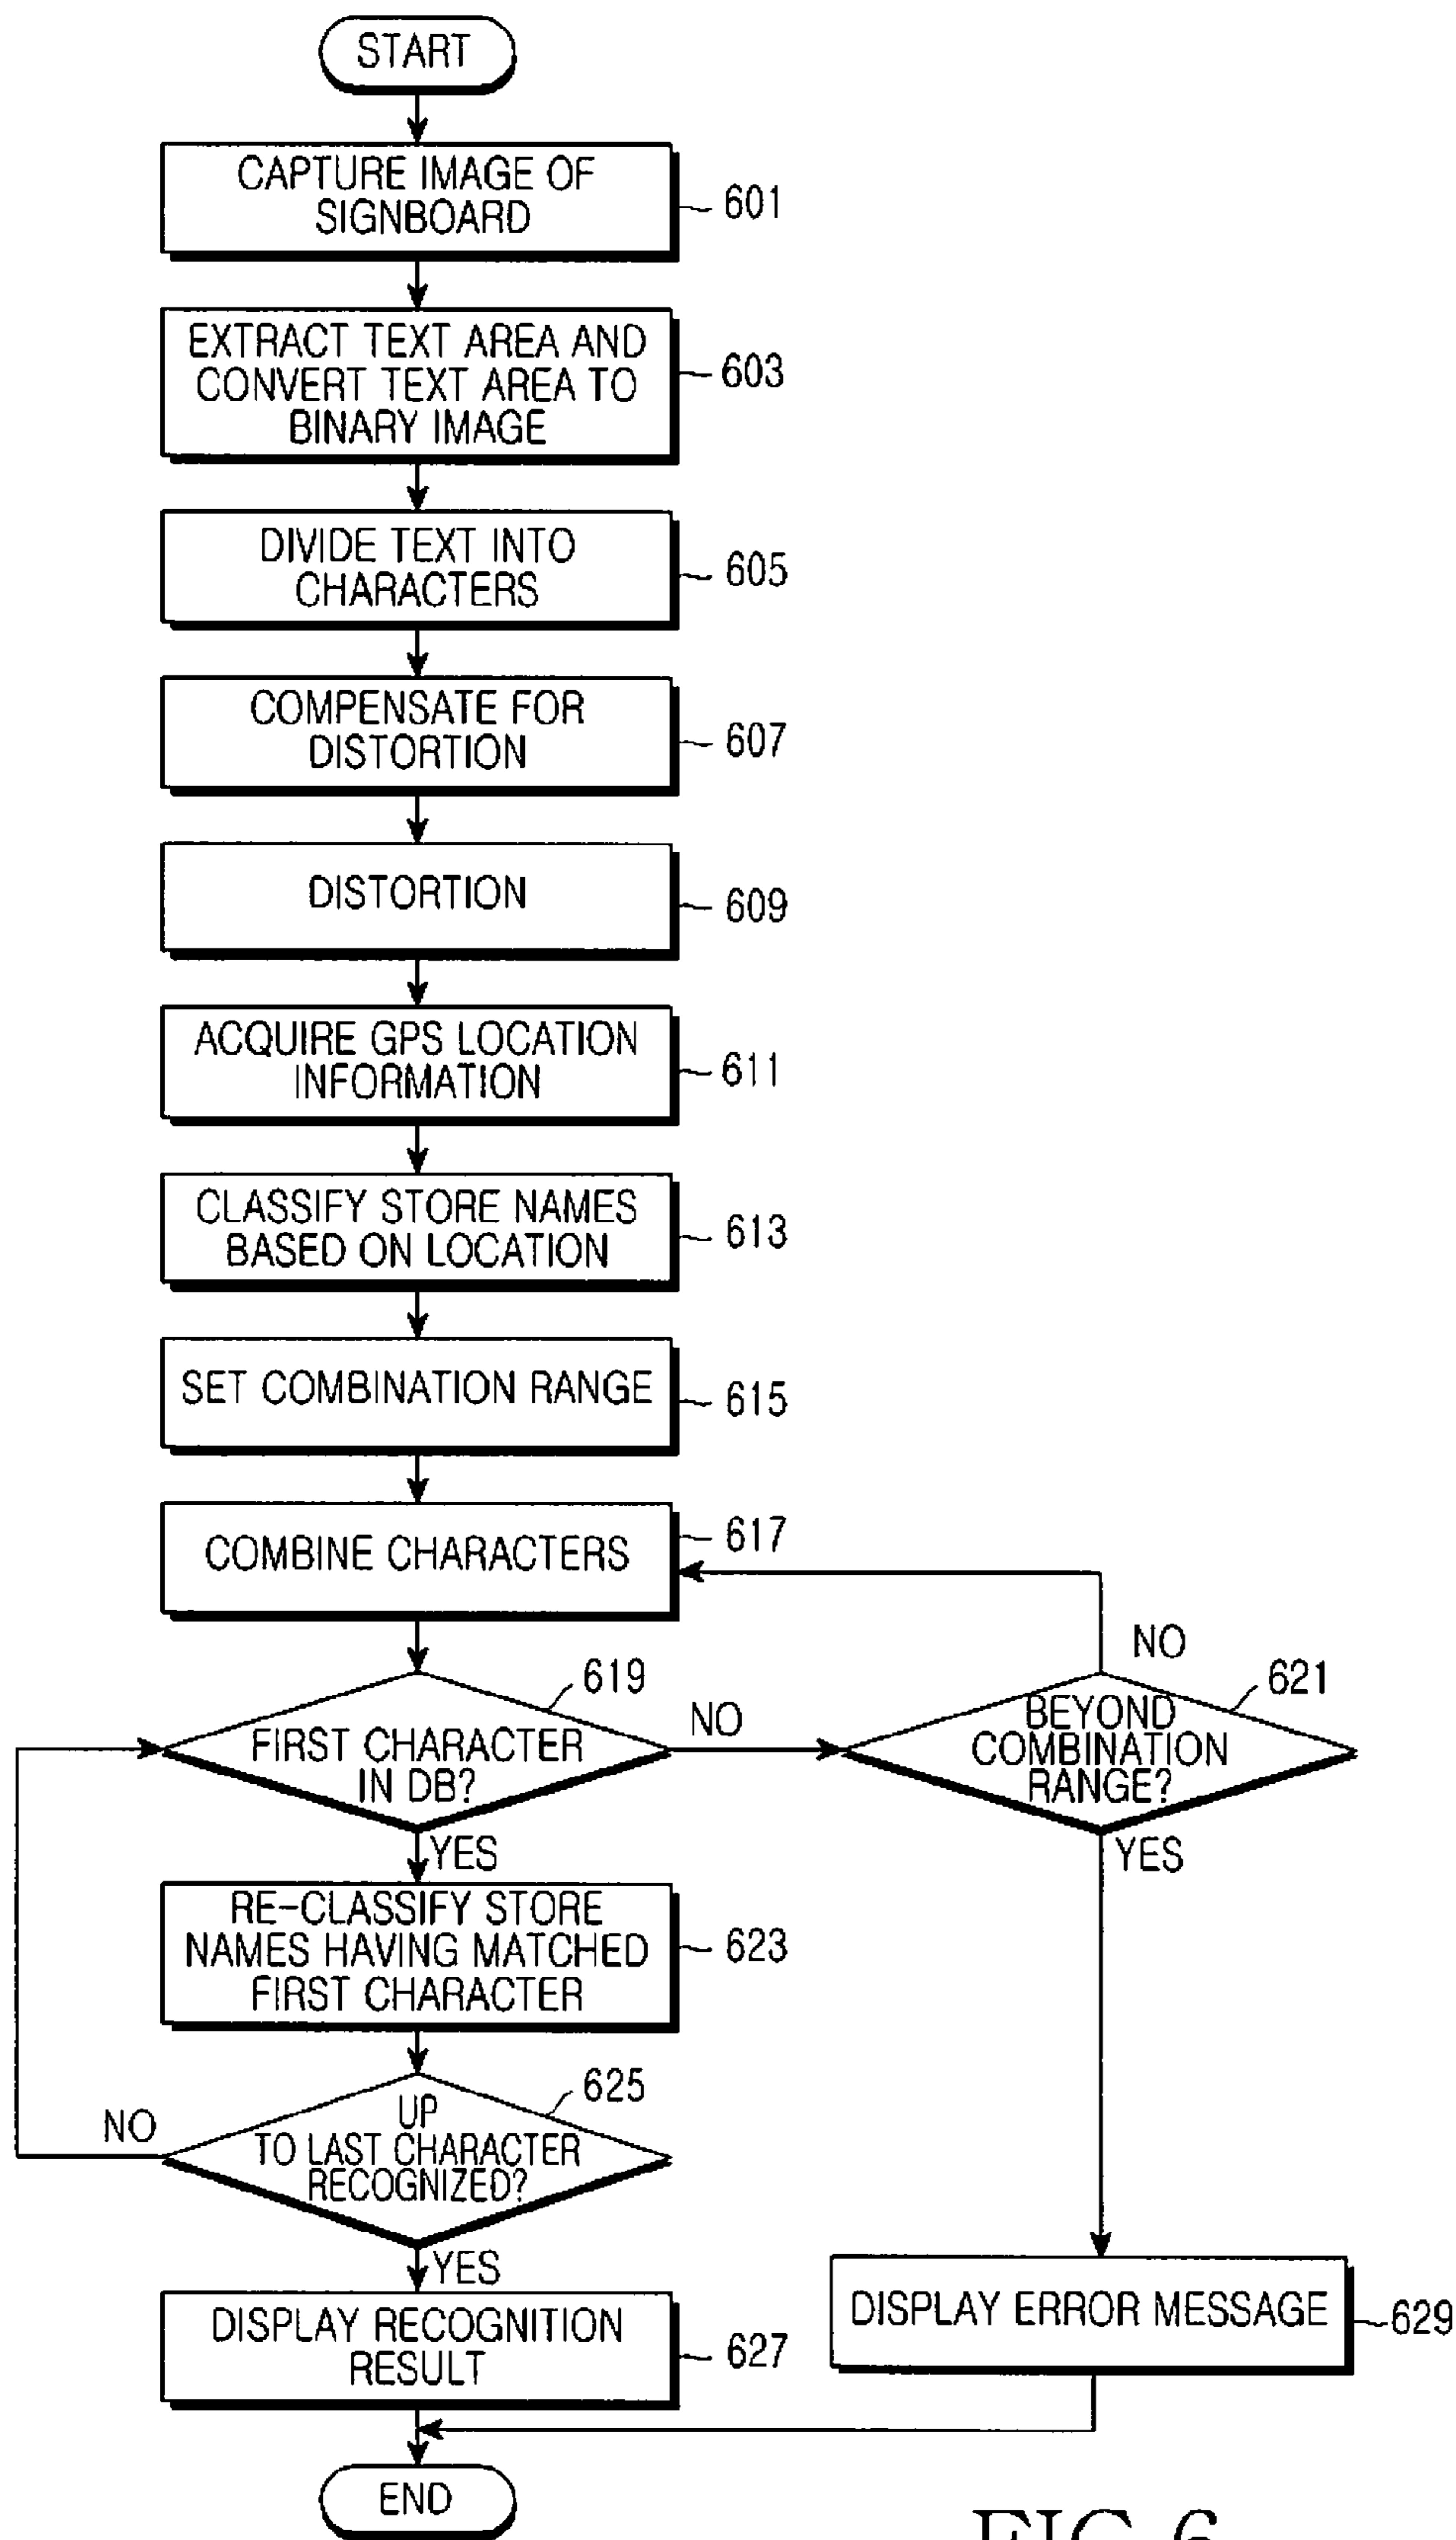 START
CAPTURE IMAGE OF
SIGNBOARD
601
EXTRACT TEXT AREA AND
CONVERT TEXT AREA TO
BINARY IMAGE
603
DIVIDE TEXT INTO
CHARACTERS
605
COMPENSATE FOR
DISTORTION
607
DISTORTION
609
ACQUIRE GPS LOCATION
INFORMATION
611
CLASSIFY STORE NAMES
BASED ON LOCATION
613
SET COMBINATION RANGE
615
COMBINE CHARACTERS
617
FIRST CHARACTER
IN DB?
619
NO
BEYOND
COMBINATION
RANGE?
621
NO
YES
YES
RE-CLASSIFY STORE
NAMES HAVING MATCHED
FIRST CHARACTER
623
UP
TO LAST CHARACTER
RECOGNIZED?
625
NO
YES
DISPLAY RECOGNITION
RESULT
627
DISPLAY ERROR MESSAGE
629
END
FIG.6